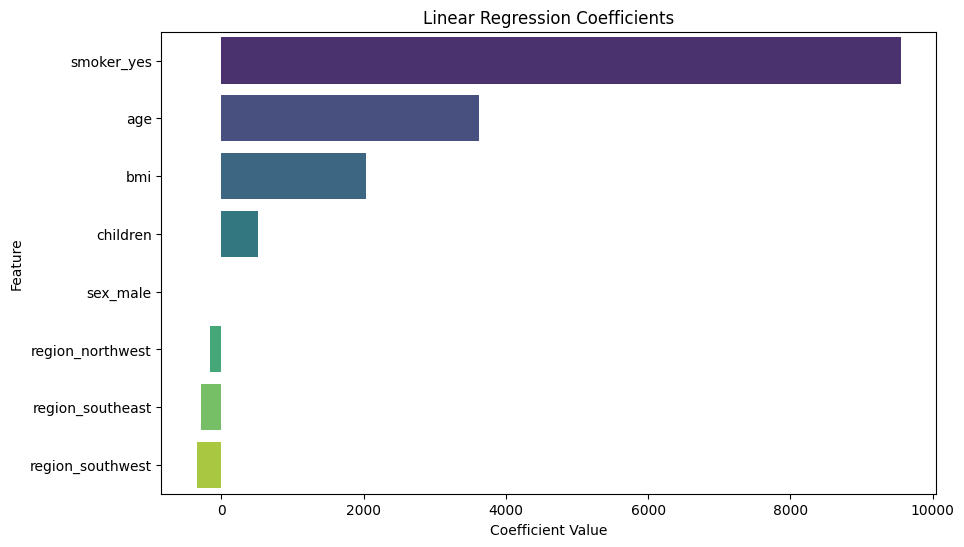 Linear Regression Coefficients
Feature
smoker_yes
age
bmi
children
sex_male
region_northwest
region_southeast
region_southwest
0 2000 4000 6000 8000 10000
Coefficient Value